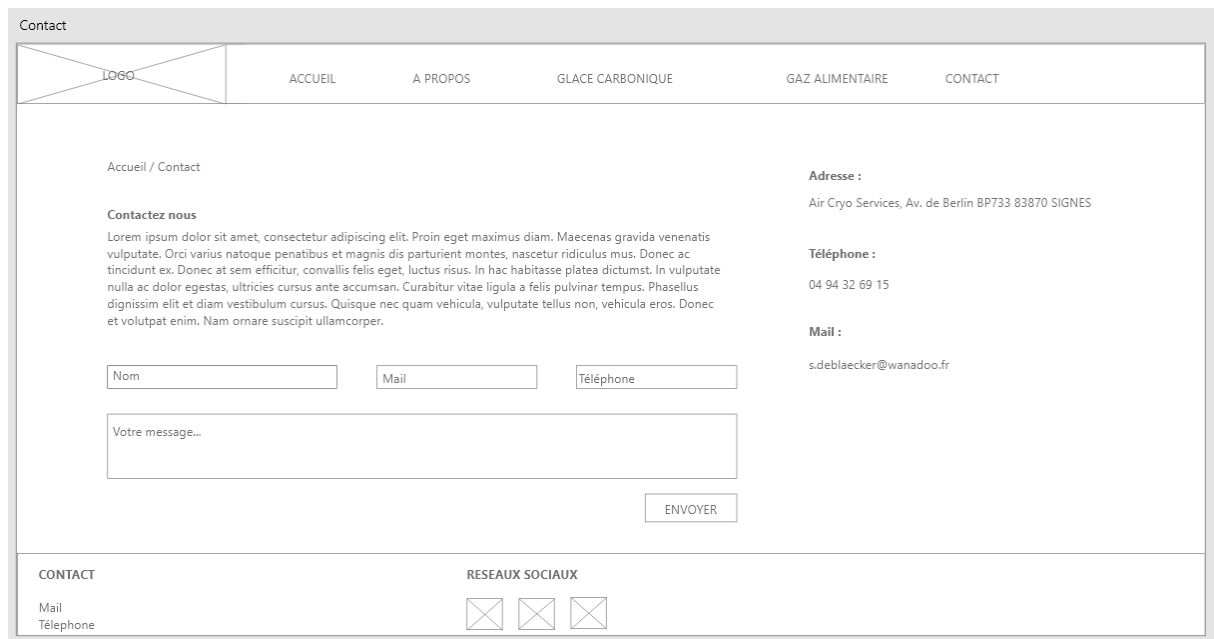 Contact
LOGO
ACCUEIL
A PROPOS
GLACE CARBONIQUE
GAZ ALIMENTAIRE
CONTACT
Accueil / Contact
Contactez nous
Lorem ipsum dolor sit amet, consectetur adipiscing elit. Proin eget maximus diam. Maecenas gravida venenatis
vulputate. Orci varius natoque penatibus et magnis dis parturient montes, nascetur ridiculus mus. Donec ac
tincidunt ex. Donec at sem efficitur, convallis felis eget, luctus risus. In hac habitasse platea dictumst. In vulputate
nulla ac dolor egestas, ultricies cursus ante accumsan. Curabitur vitae ligula a felis pulvinar tempus. Phasellus
dignissim elit et diam vestibulum cursus. Quisque nec quam vehicula, vulputate tellus non, vehicula eros. Donec
et volutpat enim. Nam ornare suscipit ullamcorper.
Nom
Mail
Téléphone
Votre message...
ENVOYER
Adresse :
Air Cryo Services, Av. de Berlin BP733 83870 SIGNES
Téléphone :
04 94 32 69 15
Mail :
s.deblaecker@wanadoo.fr
CONTACT
Mail
Télephone
RESEAUX SOCIAUX